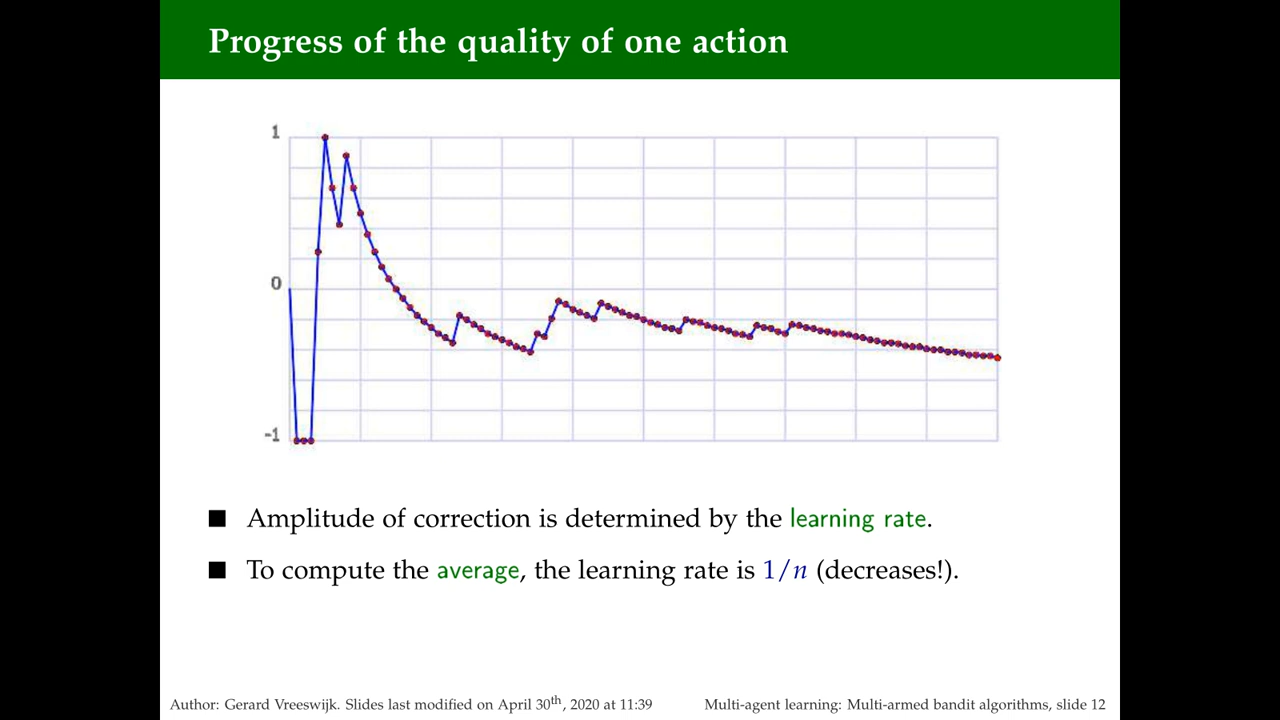 Progress of the quality of one action
1
0
-1
■ Amplitude of correction is determined by the learning rate.
■ To compute the average, the learning rate is 1/n (decreases!).
Author: Gerard Vreeswijk. Slides last modified on April 30th, 2020 at 11:39
Multi-agent learning: Multi-armed bandit algorithms, slide 12